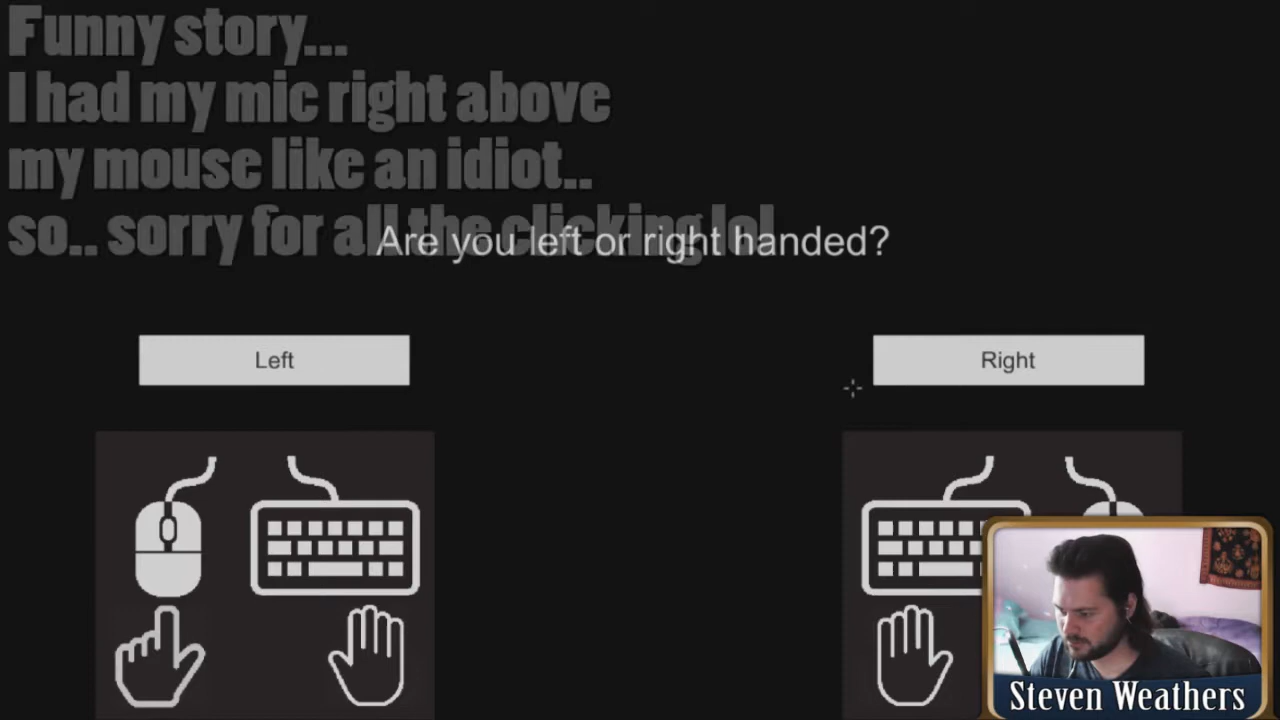 Funny story...
I had my mic right above
my mouse like an idiot..
so.. sorry for all the clicking lol
Are you left or right handed?
Left
Right
Steven Weathers